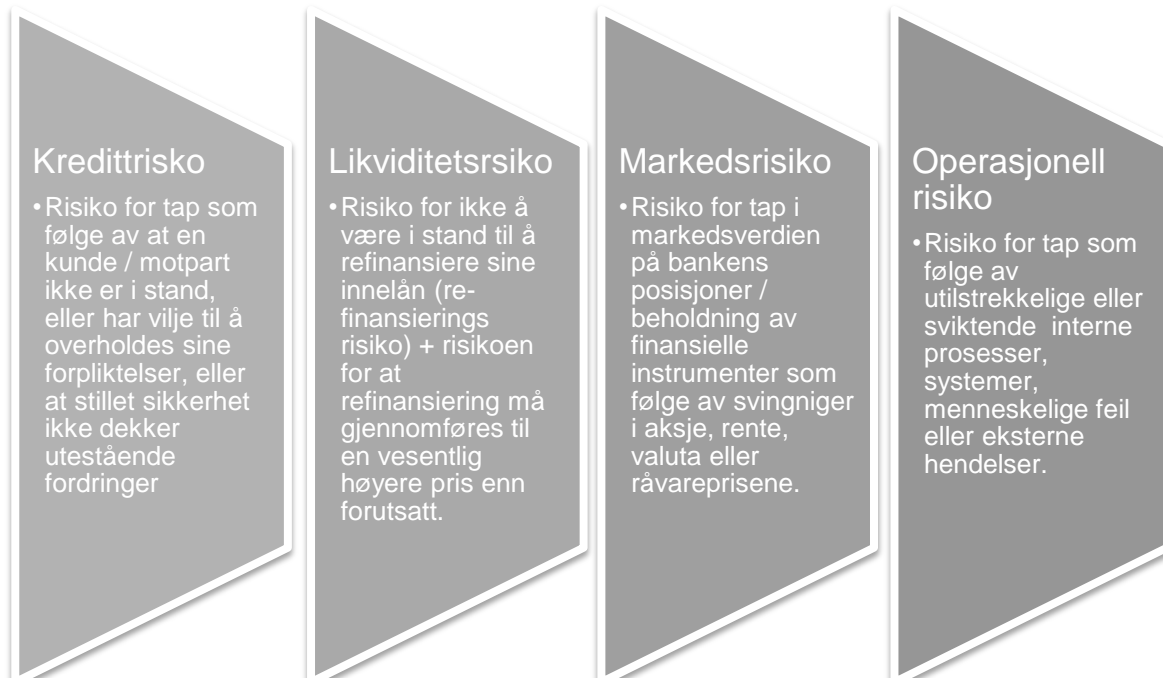 Kredittrisko
•Risiko for tap som
følge av at en
kunde / motpart
ikke er i stand,
eller har vilje til å
overholdes sine
forpliktelser, eller
at stillet sikkerhet
ikke dekker
utestående
fordringer
Likviditetsrsiko
•Risiko for ikke å
være i stand til å
refinansiere sine
innelån (re-
finansierings
risiko) + risikoen
for at
refinansiering må
gjennomføres til
en vesentlig
høyere pris enn
forutsatt.
Markedsrisiko
•Risiko for tap i
markedsverdien
på bankens
posisjoner /
beholdning av
finansielle
instrumenter som
følge av svingniger
i aksje, rente,
valuta eller
råvareprisene.
Operasjonell
risiko
•Risiko for tap som
følge av
utilstrekkelige eller
sviktende  interne
prosesser,
systemer,
menneskelige feil
eller eksterne
hendelser.